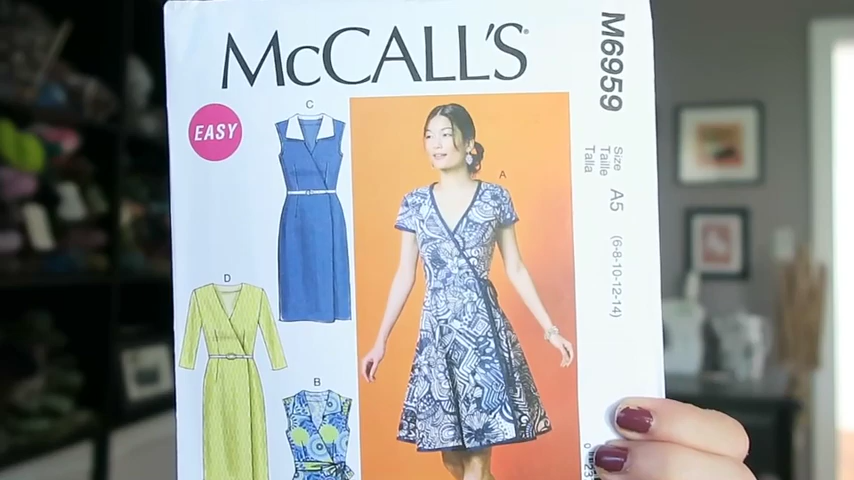 McCALL'S®
M6959
EASY
C
A
Size
Taille
Talla
A5
(6-8-10-12-14)
D
B